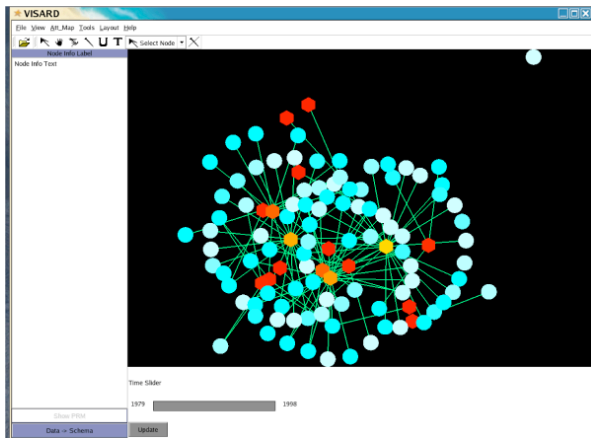 VISARD
File View Att_Map Tools Layout Help
Select Node
Node Info Label
Node Info Text
Time Slider
1979 1998
Show PRM
Data -> Schema Update